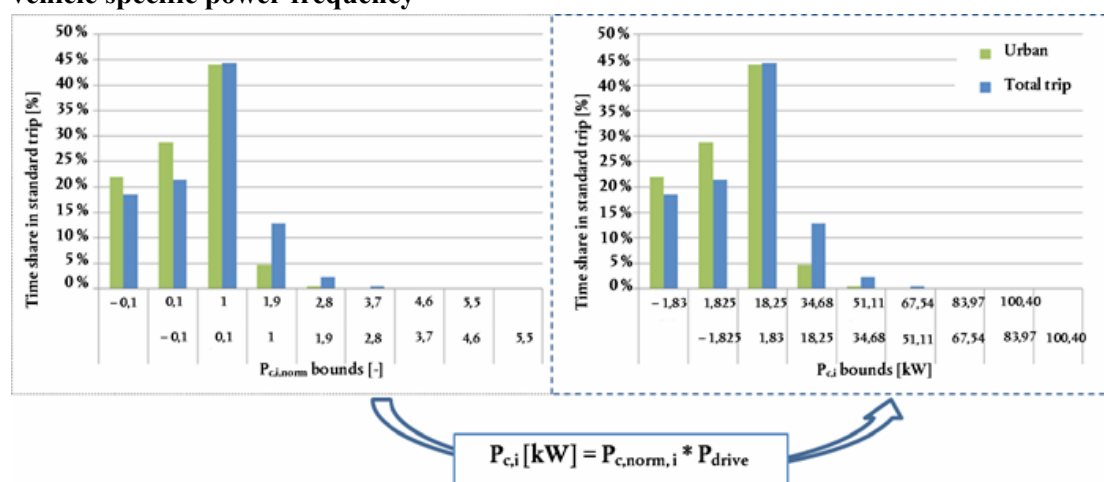 vehicle specific power frequency
50 %
45 %
40 %
35 %
30 %
25 %
20 %
15 %
10 %
5 %
0 %
Time share in standard trip [%]
– 0,1 0,1 1 1,9 2,8 3,7 4,6 5,5
– 0,1 0,1 1 1,9 2,8 3,7 4,6 5,5
Pc,i,norm bounds [-]
50 %
45 %
40 %
35 %
30 %
25 %
20 %
15 %
10 %
5 %
0 %
Time share in standard trip [%]
Urban
Total trip
– 1,83 1,825 18,25 34,68 51,11 67,54 83,97 100,40
– 1,825 1,83 18,25 34,68 51,11 67,54 83,97 100,40
Pc,i bounds [kW]
Pc,i [kW] = Pc,norm, i * Pdrive